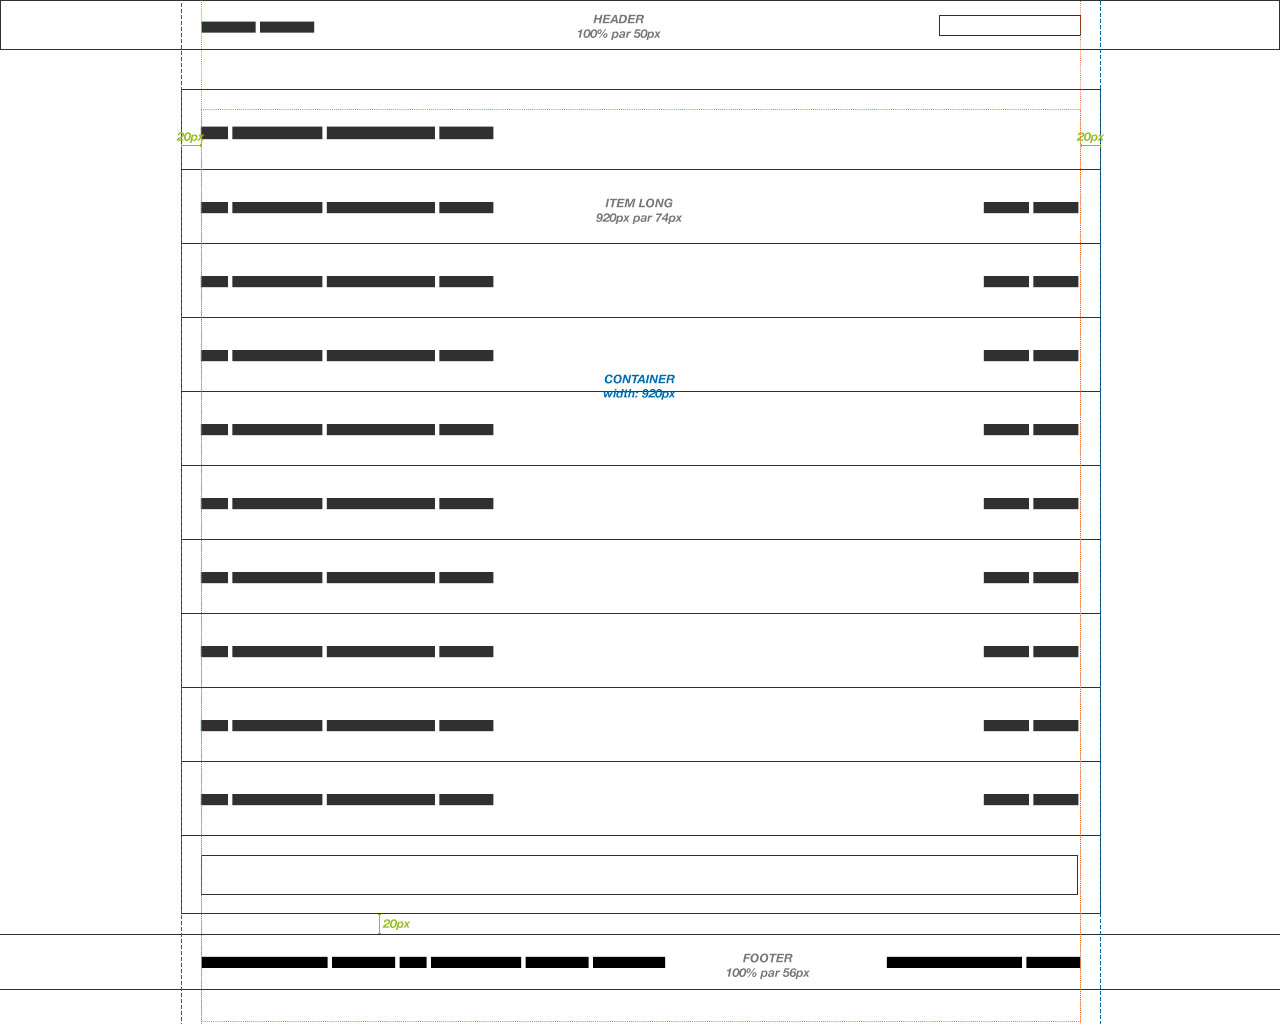 HEADER
100% par 50px
20px
20px
ITEM LONG
920px par 74px
CONTAINER
width: 920px
20px
FOOTER
100% par 56px